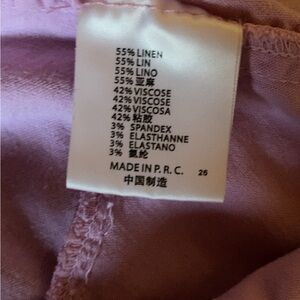 55% LINEN
55% LIN
55% LINO
55% 亚麻
42% VISCOSE
42% VISCOSE
42% VISCOSA
42% 粘胶
3% SPANDEX
3% ELASTHANNE
3% ELASTANO
3% 氨纶
MADE IN P. R. C. 26
中国制造